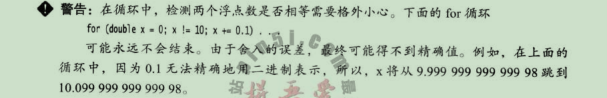 警告：在循环中，检测两个浮点数是否相等需要格外小心。下面的 for 循环
for (double x = 0; x != 10; x += 0.1) . . .
可能永远不会结束。由于舍入的误差，最终可能得不到精确值。例如，在上面的
循环中，因为 0.1 无法精确地用二进制表示，所以，x 将从 9.999 999 999 999 98 跳到
10.099 999 999 999 98。